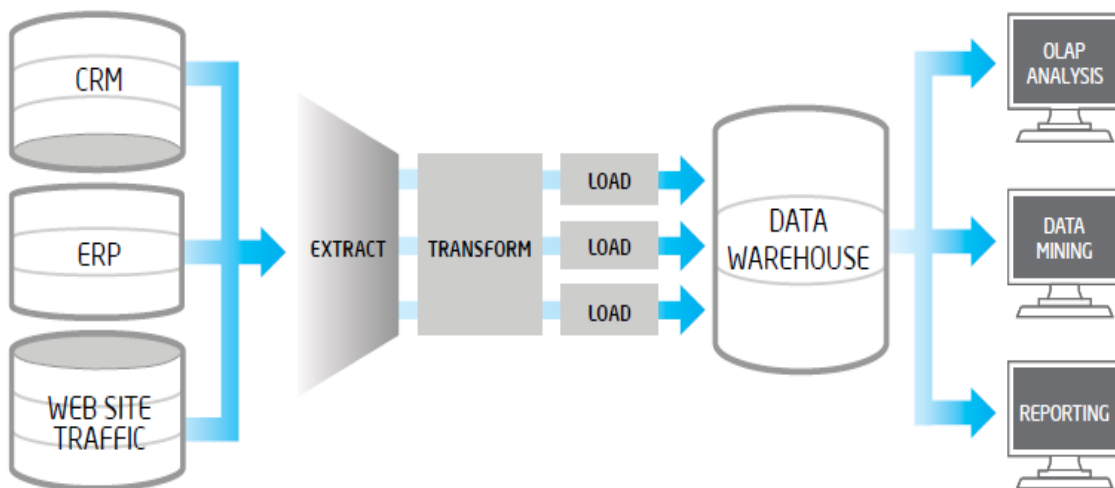 CRM
ERP
WEB SITE
TRAFFIC
EXTRACT
TRANSFORM
LOAD
LOAD
LOAD
DATA
WAREHOUSE
OLAP
ANALYSIS
DATA
MINING
REPORTING